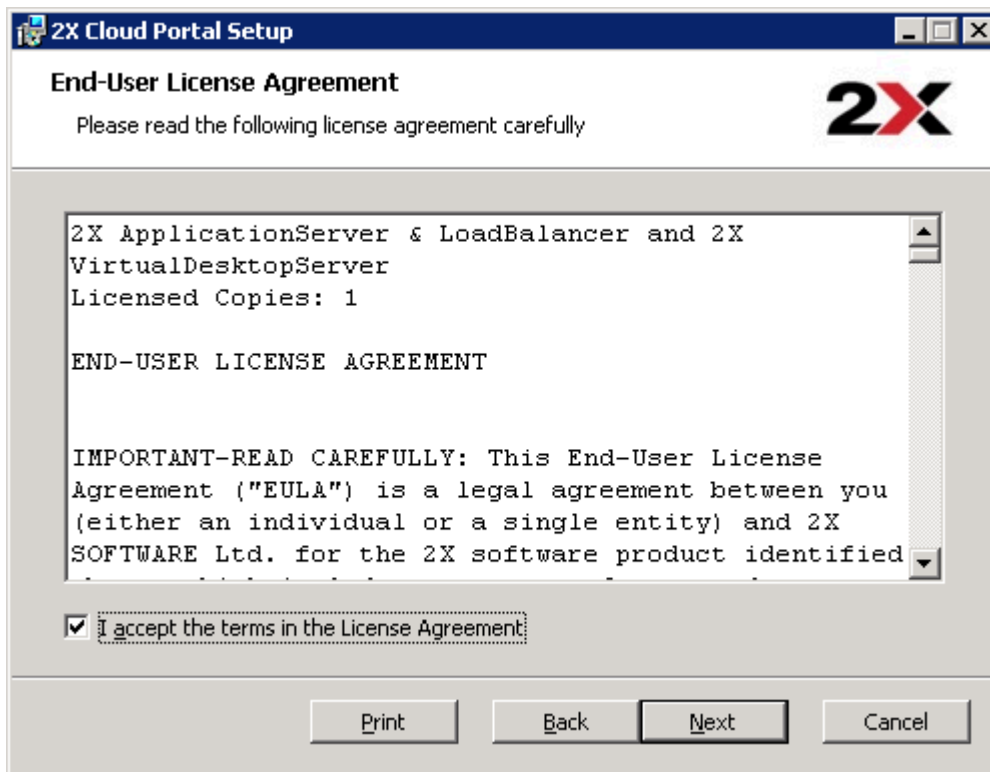 2X Cloud Portal Setup
End-User License Agreement
Please read the following license agreement carefully
2X
2X ApplicationServer & LoadBalancer and 2X
VirtualDesktopServer
Licensed Copies: 1
END-USER LICENSE AGREEMENT
IMPORTANT-READ CAREFULLY: This End-User License
Agreement ("EULA") is a legal agreement between you
(either an individual or a single entity) and 2X
SOFTWARE Ltd. for the 2X software product identified
I accept the terms in the License Agreement
Print Back Next Cancel